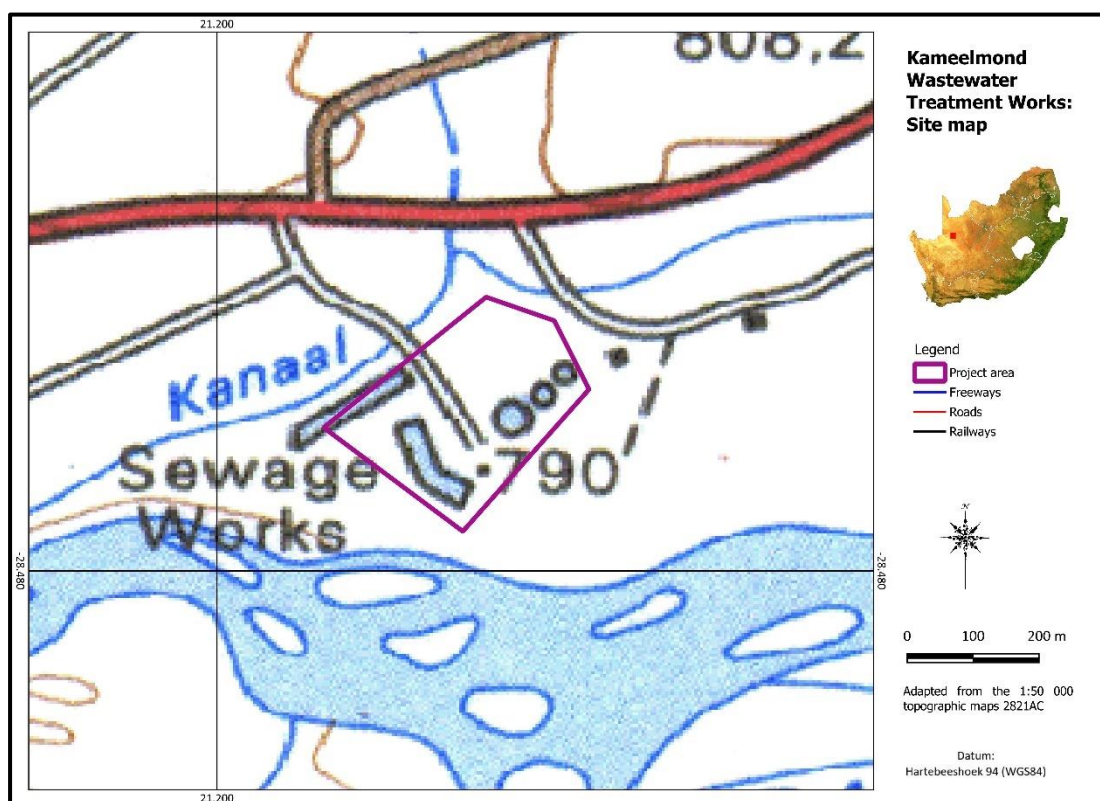 21.200
808,2
Kanaal
Sewage
Works
790
-28.480
-28.480
21.200
Kameelmond
Wastewater
Treatment Works:
Site map
Legend
Project area
Freeways
Roads
Railways
N
0 100 200 m
Adapted from the 1:50 000
topographic maps 2821AC
Datum:
Hartebeeshoek 94 (WGS84)